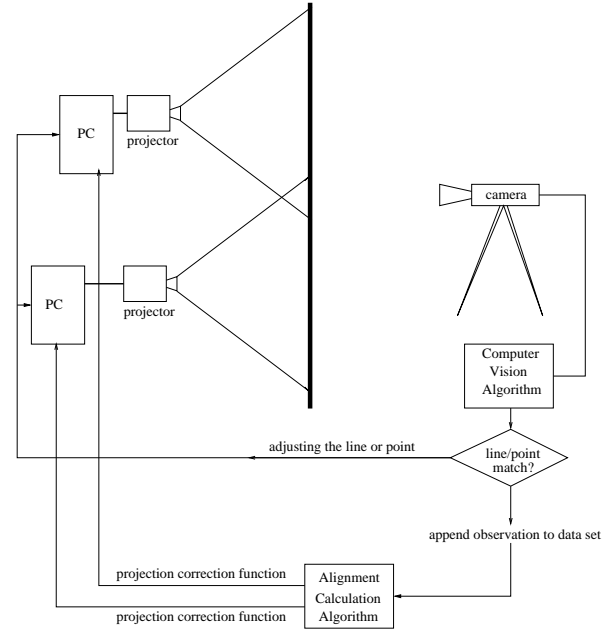 PC
projector
camera
PC
projector
Computer
Vision
Algorithm
line/point
match?
adjusting the line or point
append observation to data set
projection correction function
Alignment
Calculation
Algorithm
projection correction function